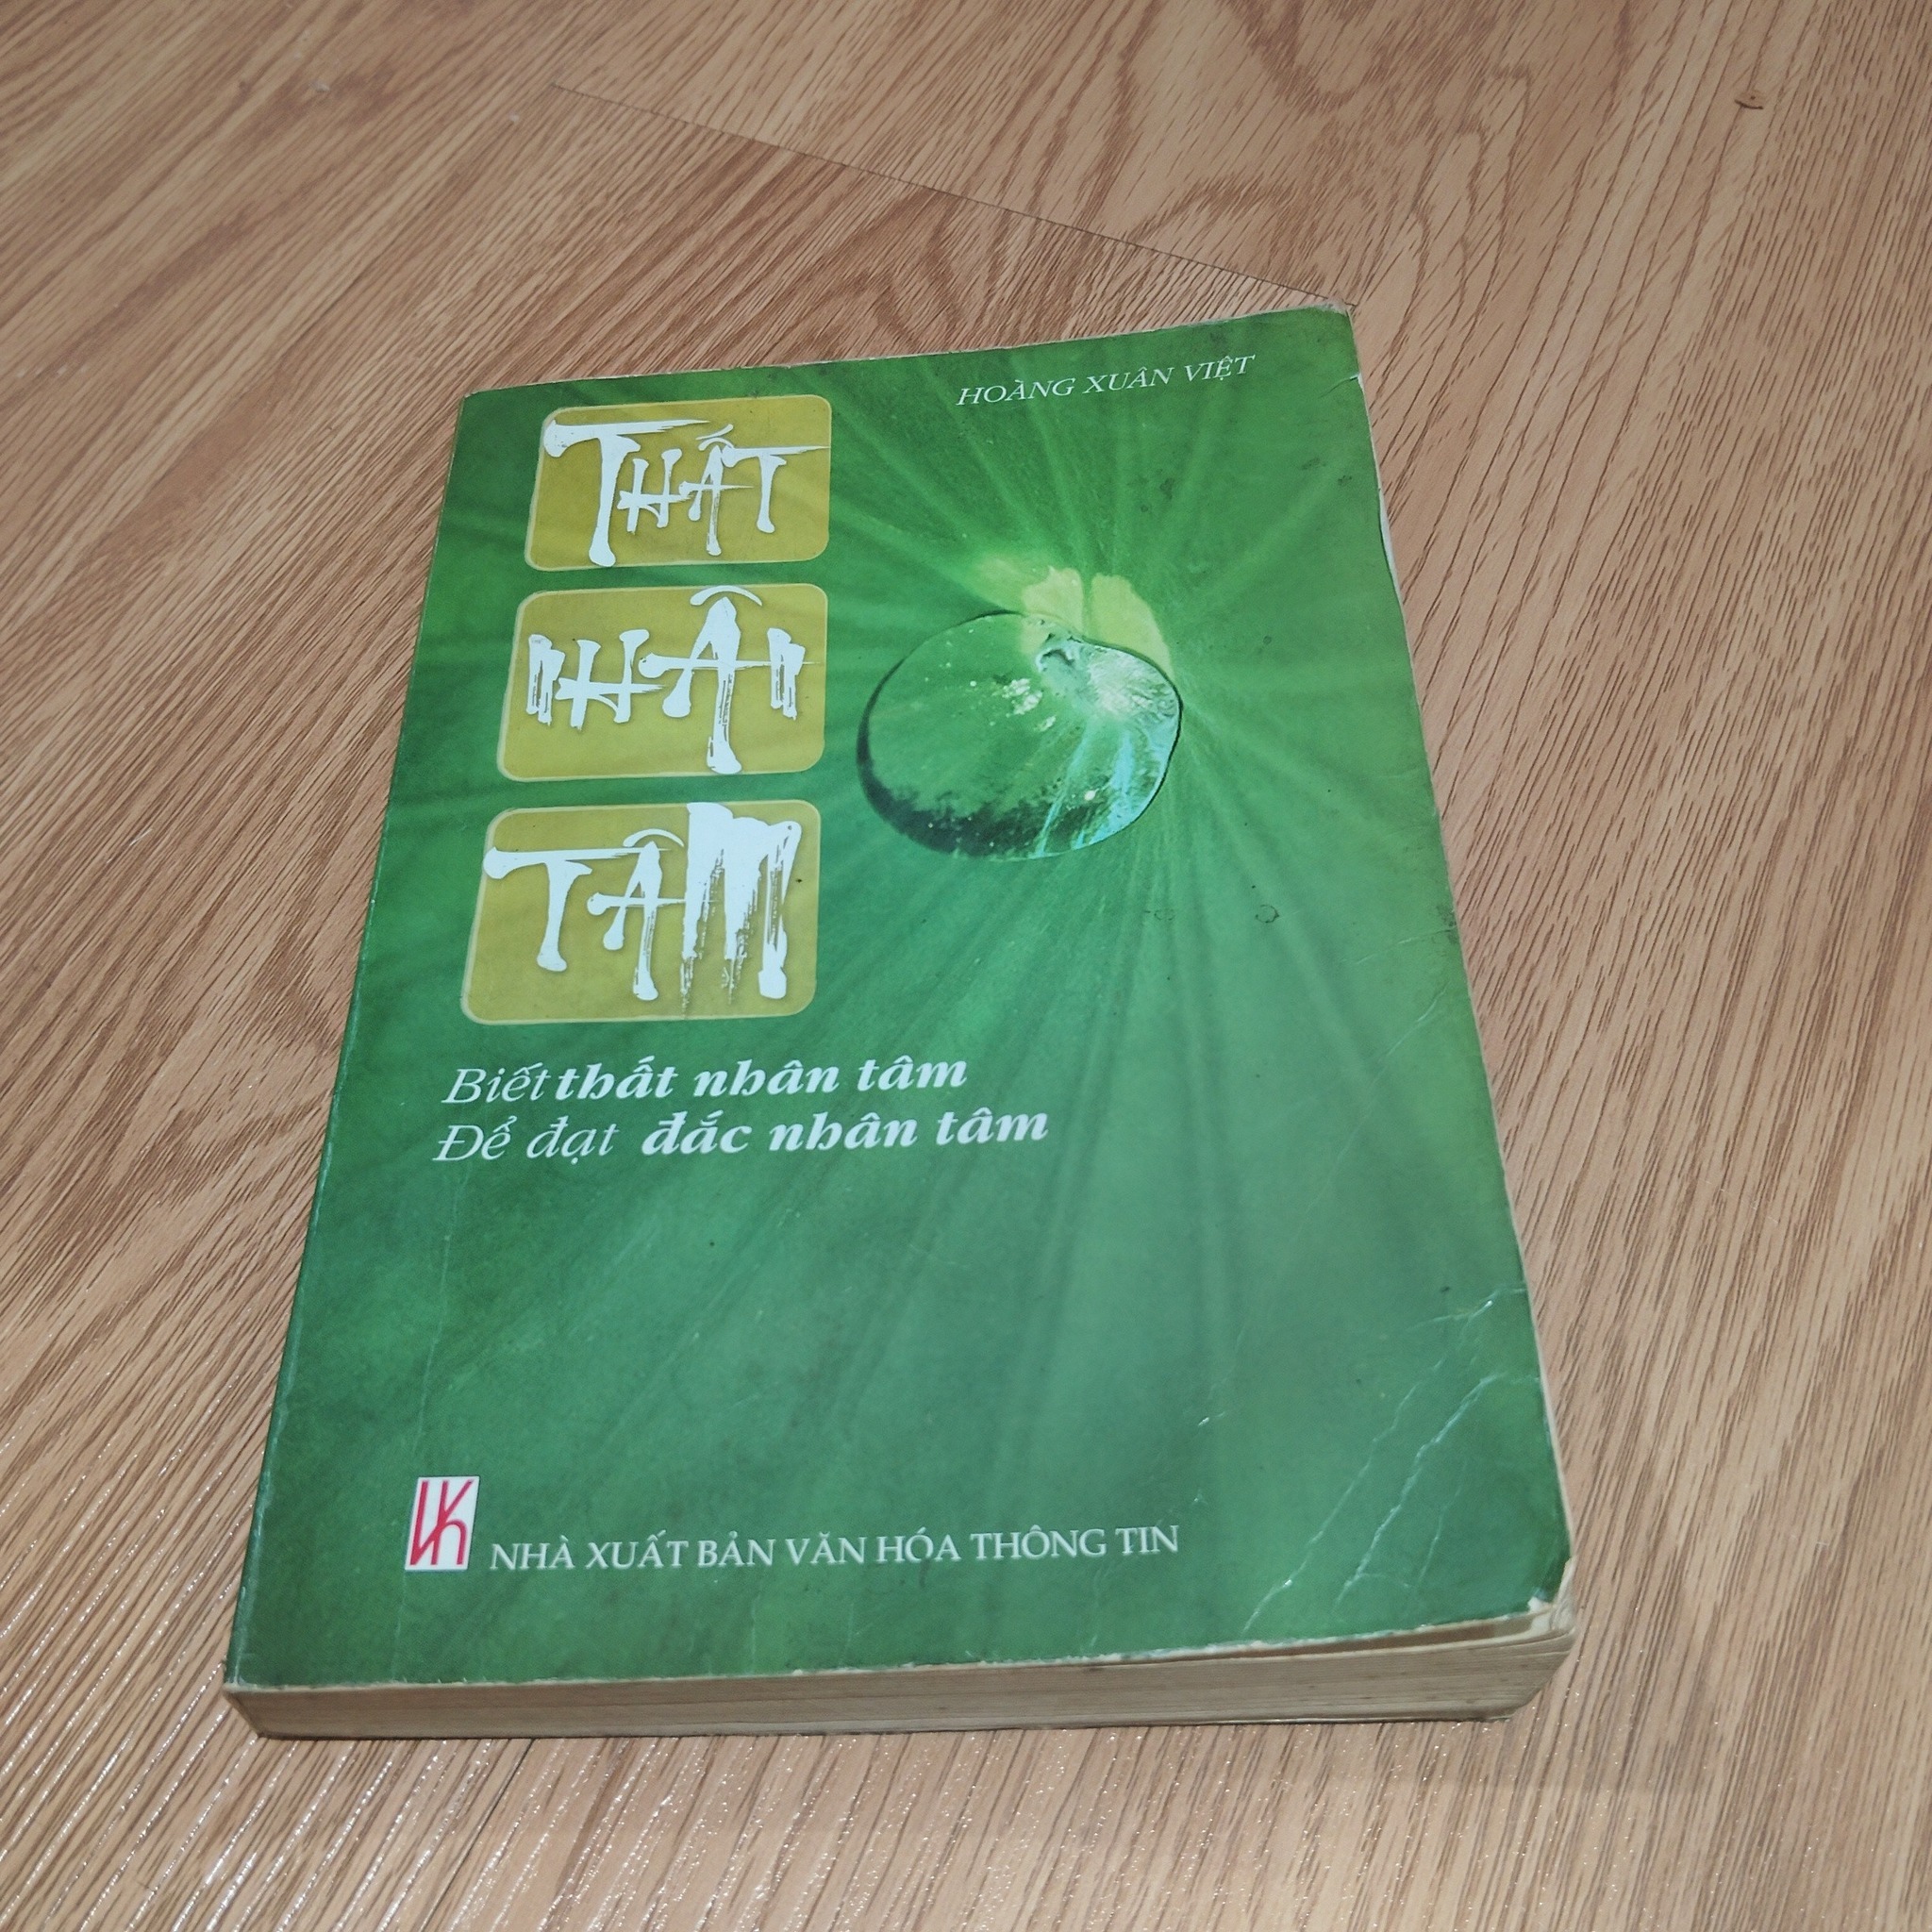 HOÀNG XUÂN VIỆT
THẤT
NHÂN
TÂM
Biết thất nhân tâm
Để đạt đắc nhân tâm
NHÀ XUẤT BẢN VĂN HÓA THÔNG TIN